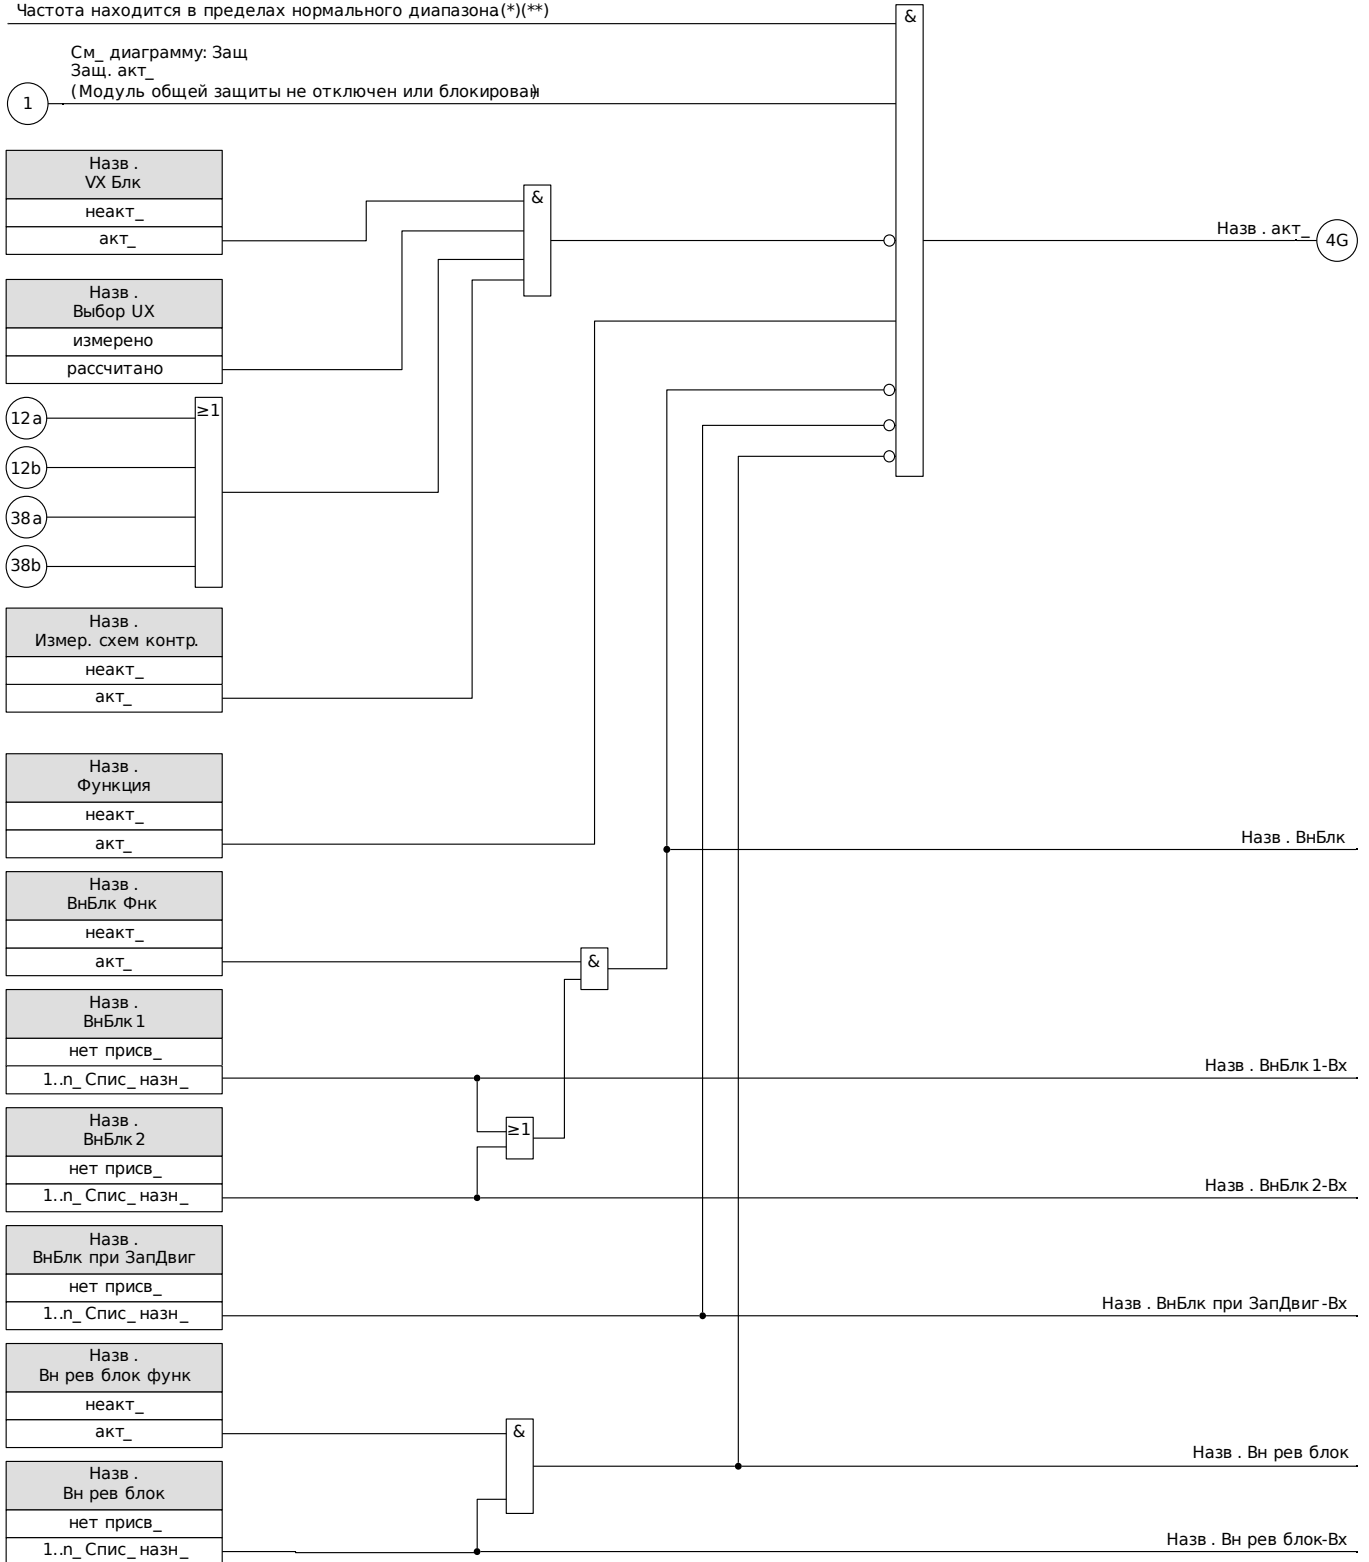 Частота находится в пределах нормального диапазона(*)(**)
&
См_ диаграмму: Защ
Защ. акт_
(Модуль общей защиты не отключен или блокирован)
1
Назв .
VX Блк
неакт_
акт_
&
Назв . акт_
4G
Назв .
Выбор UX
измерено
рассчитано
12a
≥1
12b
38a
38b
Назв .
Измер. схем контр.
неакт_
акт_
Назв .
Функция
неакт_
акт_
Назв . ВнБлк
Назв .
ВнБлк Фнк
неакт_
акт_
&
Назв .
ВнБлк 1
нет присв_
1..n_ Спис_ назн_
Назв . ВнБлк 1-Вх
≥1
Назв .
ВнБлк 2
нет присв_
1..n_ Спис_ назн_
Назв . ВнБлк 2-Вх
Назв .
ВнБлк при ЗапДвиг
нет присв_
1..n_ Спис_ назн_
Назв . ВнБлк при ЗапДвиг-Вх
Назв .
Вн рев блок функ
неакт_
акт_
&
Назв . Вн рев блок
Назв .
Вн рев блок
нет присв_
1..n_ Спис_ назн_
Назв . Вн рев блок-Вх